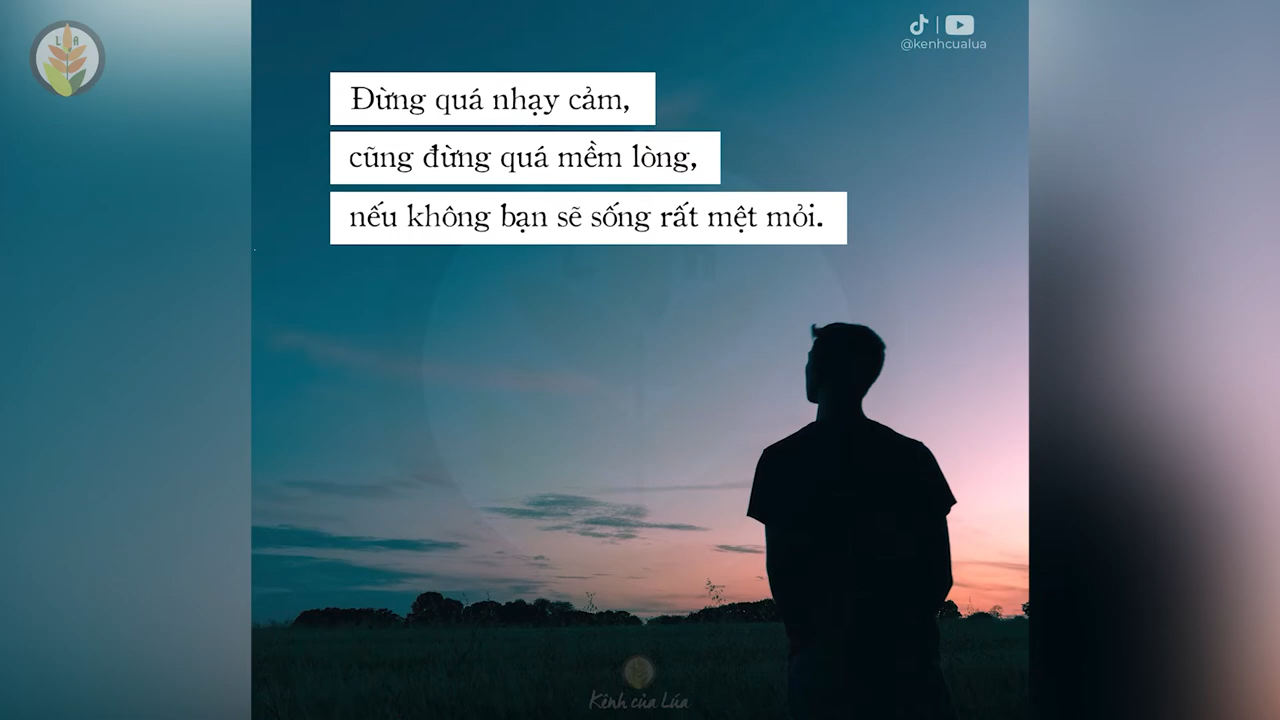 L A
@kenhcualua
Đừng quá nhạy cảm,
cũng đừng quá mềm lòng,
nếu không bạn sẽ sống rất mệt mỏi.
Kênh của Lúa